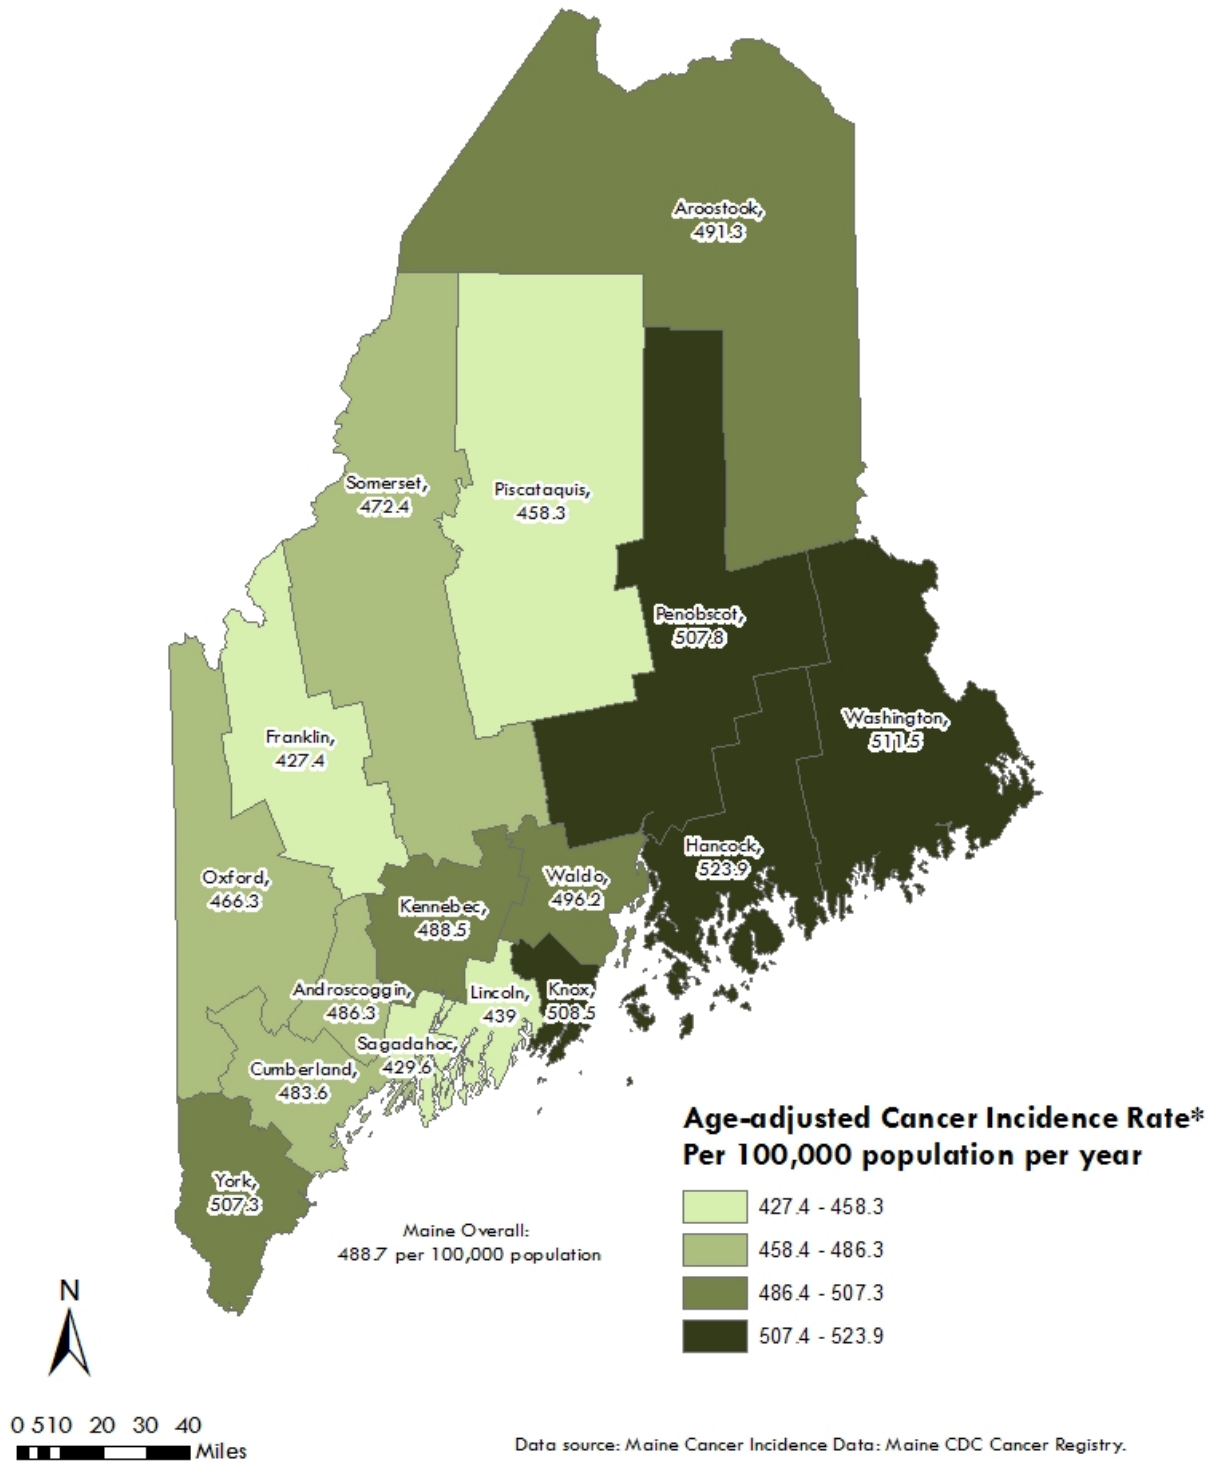 Aroostook,
491.3
Somerset,
472.4
Piscataquis,
458.3
Penobscot,
507.8
Washington,
511.5
Franklin,
427.4
Hancock,
523.9
Oxford,
466.3
Waldo,
496.2
Kennebec,
488.5
Androscoggin,
486.3
Lincoln,
439
Knox,
508.5
Sagadahoc,
429.6
Cumberland,
483.6
York,
507.3
Maine Overall:
488.7 per 100,000 population
Age-adjusted Cancer Incidence Rate*
Per 100,000 population per year
427.4 - 458.3
458.4 - 486.3
486.4 - 507.3
507.4 - 523.9
N
0 510 20 30 40
Miles
Data source: Maine Cancer Incidence Data: Maine CDC Cancer Registry.